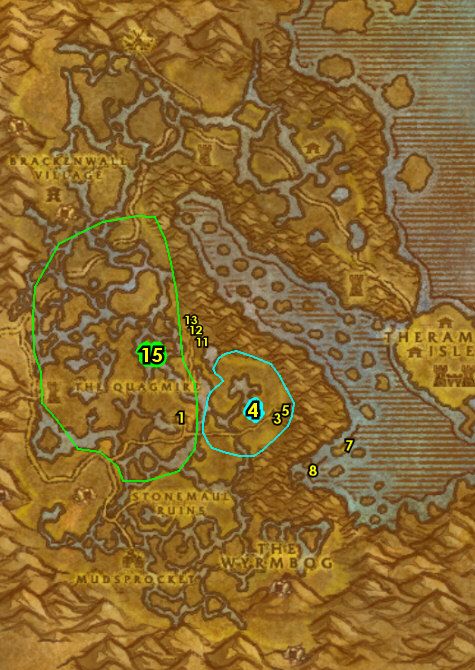 BRACKENWALL
VILLAGE
13
12
11
THERAM
ISLE
15
THE QUAGMIRE
4
5
3
1
7
8
STONEMAUL
RUINS
THE
WYRMBOG
MUDSPROCKET